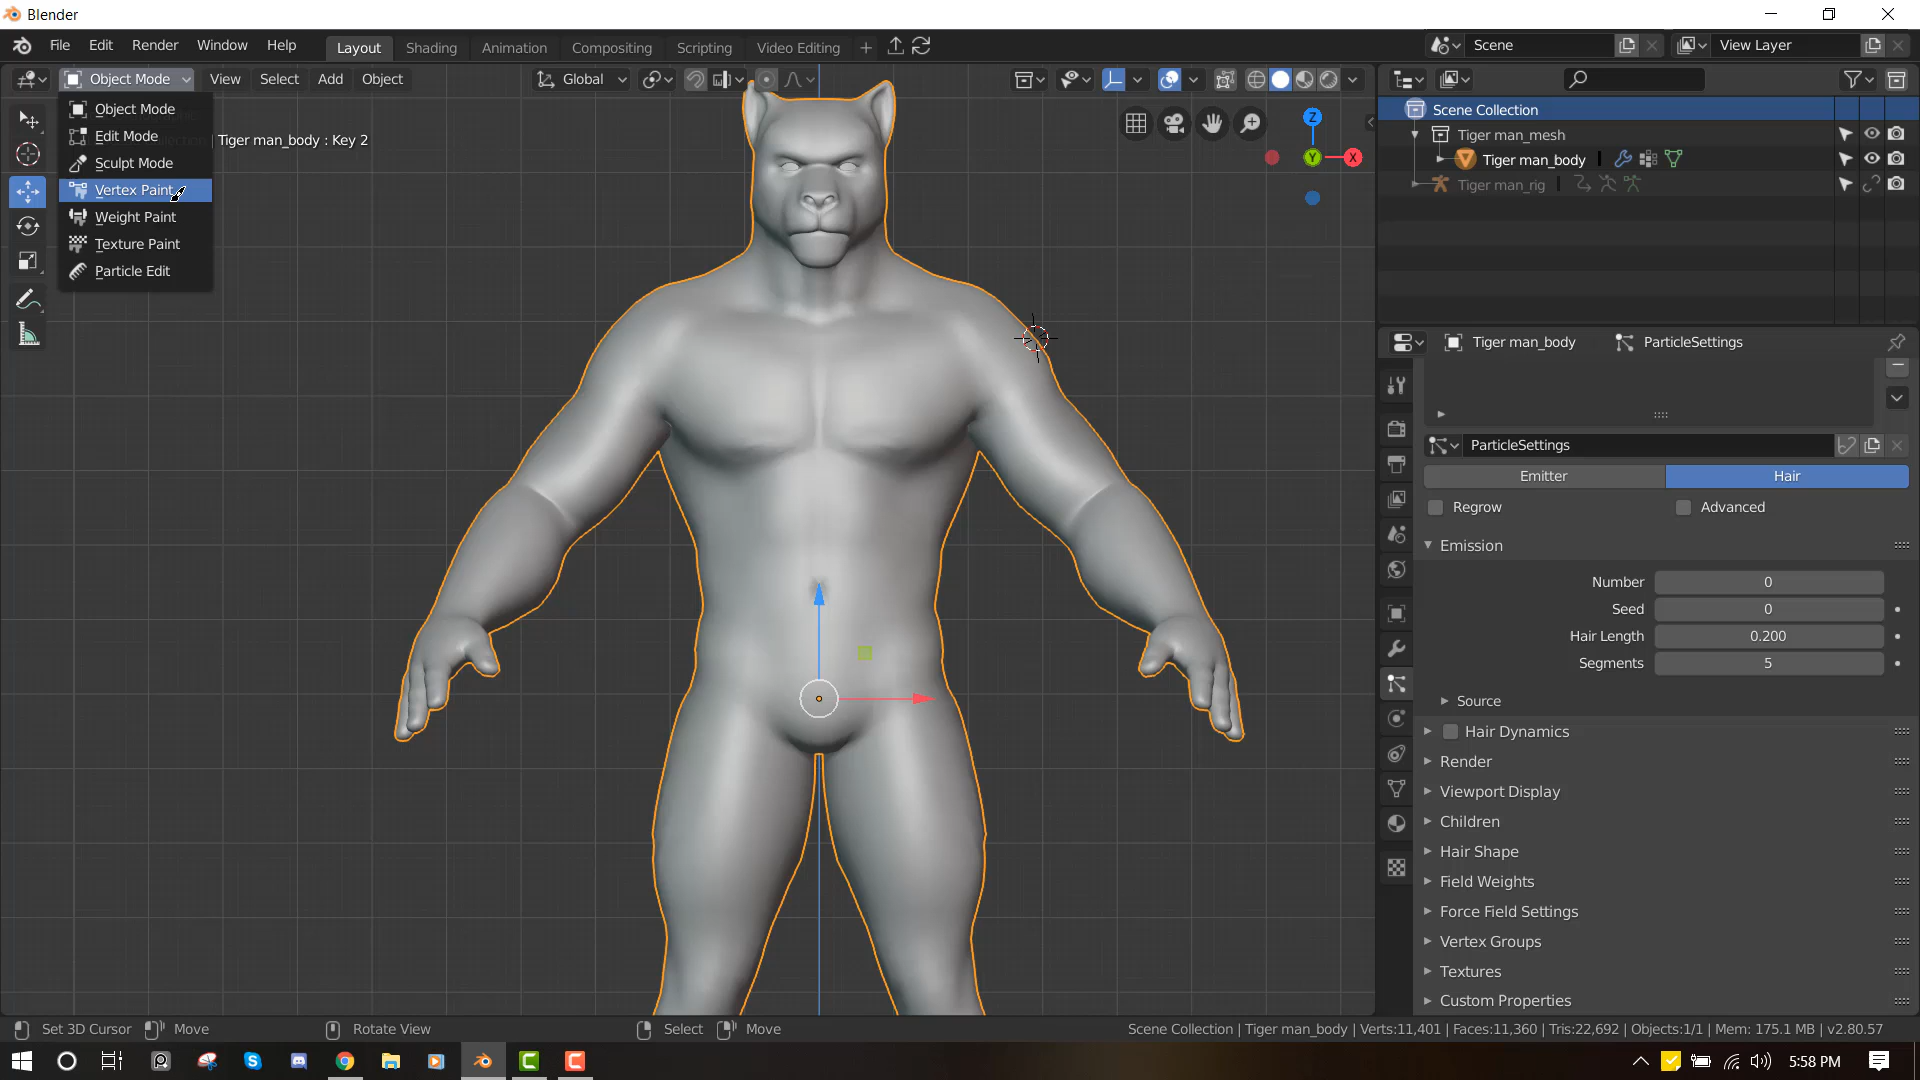 Blender
File Edit Render Window Help Layout Shading Animation Compositing Scripting Video Editing + Scene View Layer
Object Mode View Select Add Object Global
Object Mode
Edit Mode
Sculpt Mode
Vertex Paint
Weight Paint
Texture Paint
Particle Edit
Tiger man_body : Key 2
Z
Y
X
Scene Collection
Tiger man_mesh
Tiger man_body
Tiger man_rig
Tiger man_body ParticleSettings
ParticleSettings
Emitter Hair
Regrow Advanced
Emission
Number 0
Seed 0
Hair Length 0.200
Segments 5
Source
Hair Dynamics
Render
Viewport Display
Children
Hair Shape
Field Weights
Force Field Settings
Vertex Groups
Textures
Custom Properties
Set 3D Cursor Move Rotate View Select Move Scene Collection | Tiger man_body | Verts:11,401 | Faces:11,360 | Tris:22,692 | Objects:1/1 | Mem: 175.1 MB | v2.80.57
5:58 PM